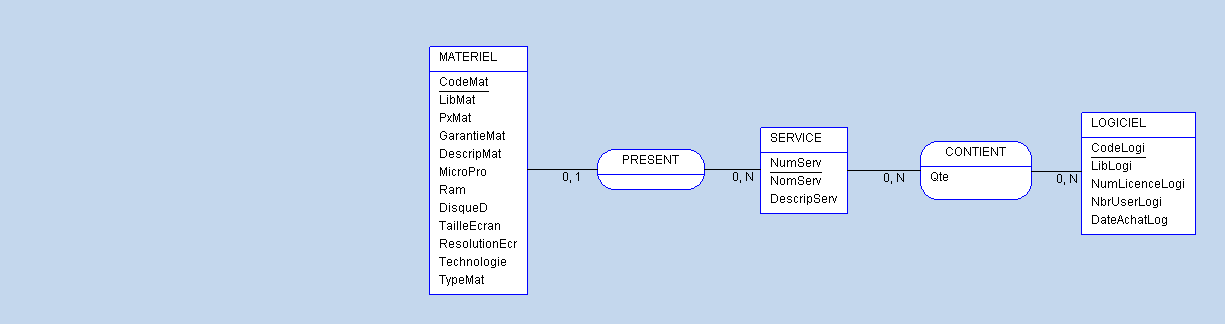 MATERIEL
CodeMat
LibMat
PxMat
GarantieMat
DescripMat
MicroPro
Ram
DisqueD
TailleEcran
ResolutionEcr
Technologie
TypeMat
0, 1
PRESENT
0, N
SERVICE
NumServ
NomServ
DescripServ
0, N
CONTIENT
Qte
0, N
LOGICIEL
CodeLogi
LibLogi
NumLicenceLogi
NbrUserLogi
DateAchatLog